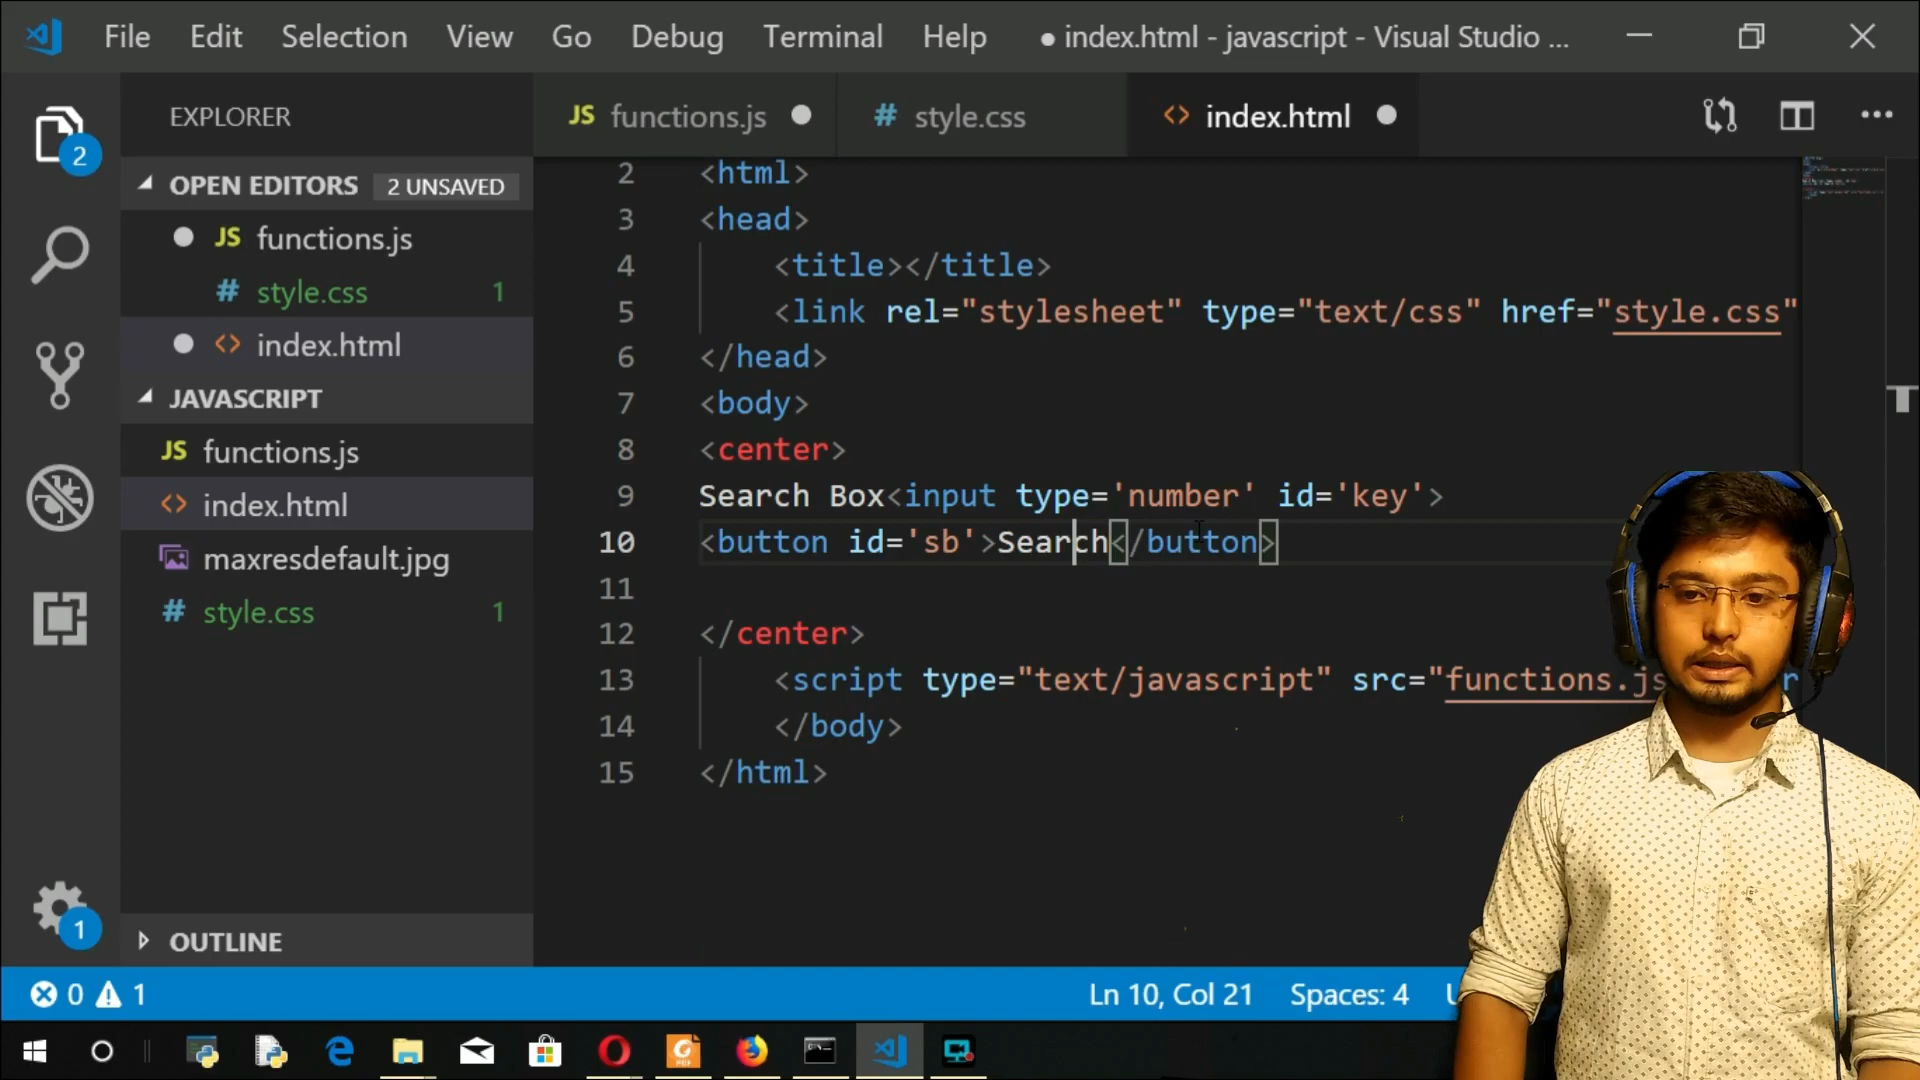 File Edit Selection View Go Debug Terminal Help ● index.html - javascript - Visual Studio ...
EXPLORER
JS functions.js
# style.css
<> index.html
OPEN EDITORS 2 UNSAVED
JS functions.js
# style.css 1
<> index.html
JAVASCRIPT
JS functions.js
<> index.html
maxresdefault.jpg
# style.css 1
OUTLINE
2
1
2 <html>
3 <head>
4 <title></title>
5 <link rel="stylesheet" type="text/css" href="style.css"
6 </head>
7 <body>
8 <center>
9 Search Box<input type='number' id='key'>
10 <button id='sb'>Search</button>
11
12 </center>
13 <script type="text/javascript" src="functions.js
14 </body>
15 </html>
0 1
Ln 10, Col 21 Spaces: 4